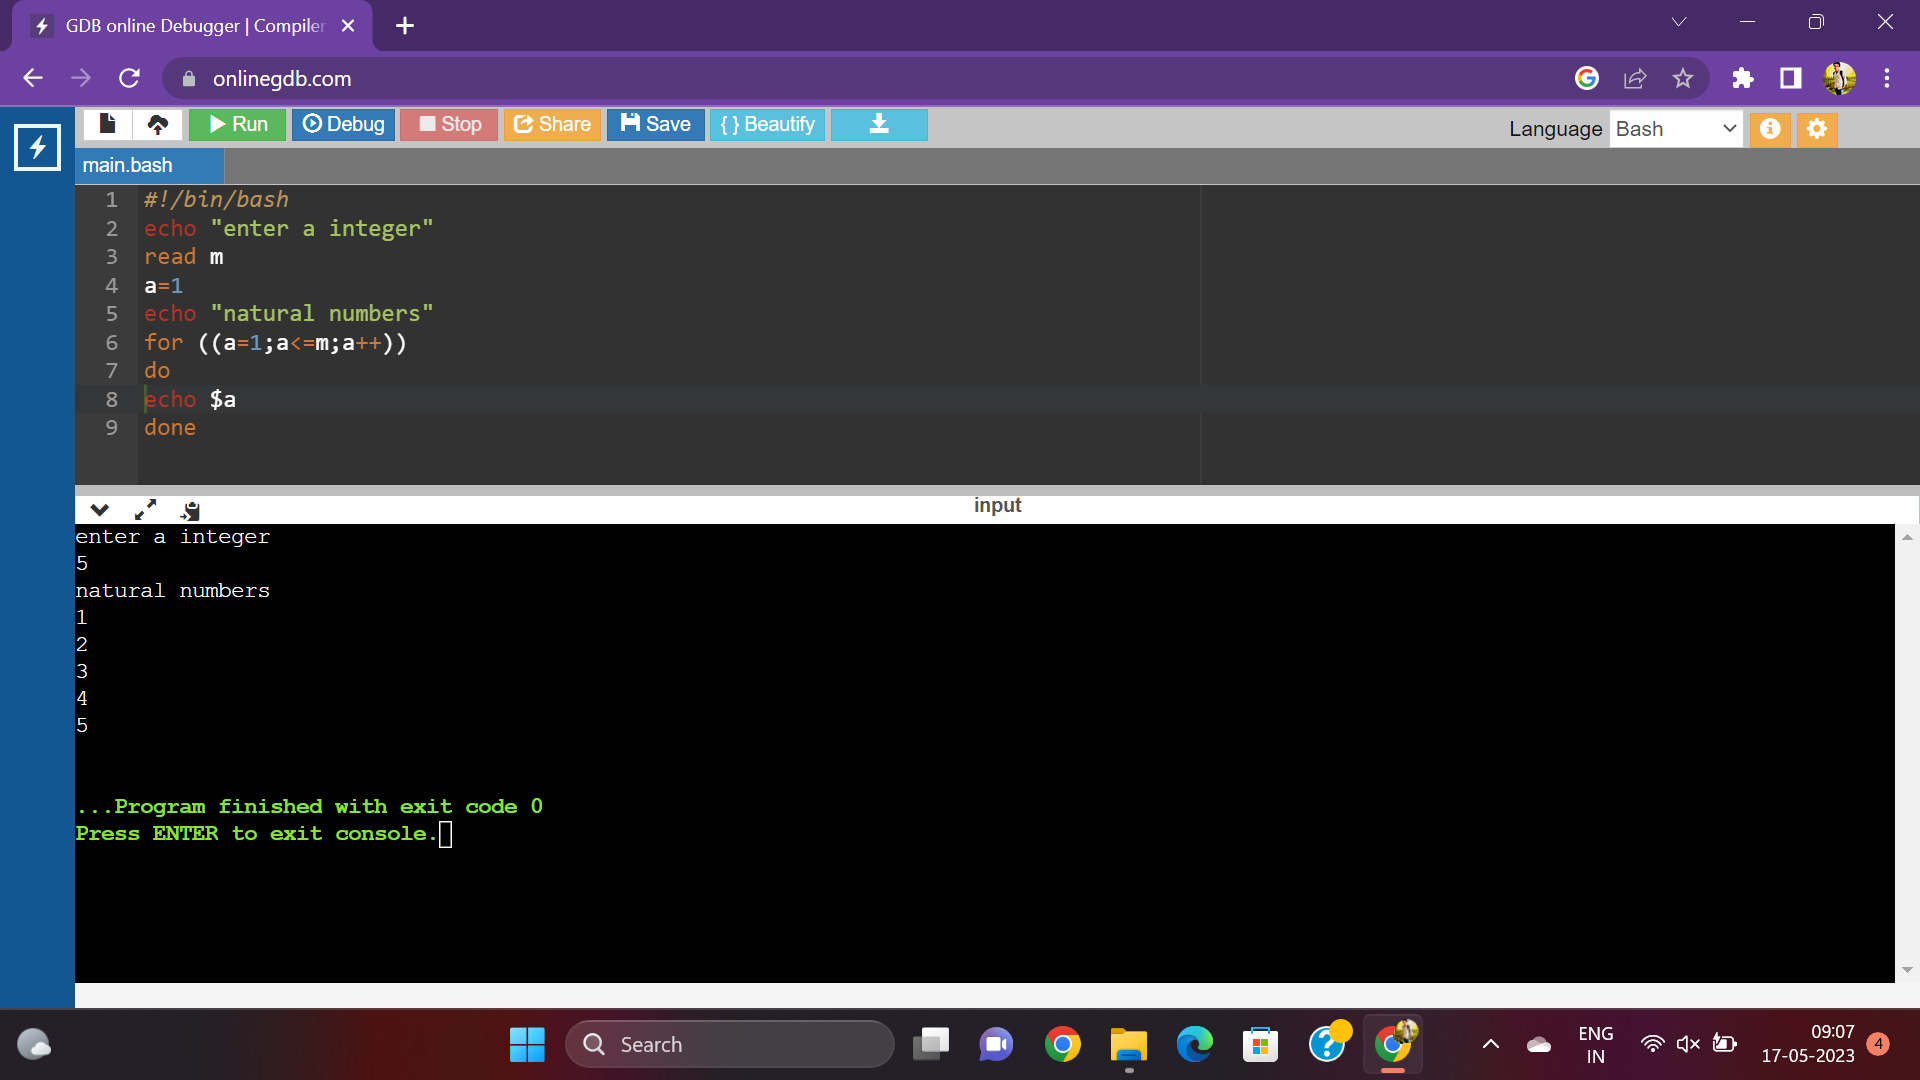 GDB online Debugger | Compiler
onlinegdb.com
Run Debug Stop Share Save { } Beautify
Language Bash
main.bash
1 #!/bin/bash
2 echo "enter a integer"
3 read m
4 a=1
5 echo "natural numbers"
6 for ((a=1;a<=m;a++))
7 do
8 echo $a
9 done
input
enter a integer
5
natural numbers
1
2
3
4
5
...Program finished with exit code 0
Press ENTER to exit console.
Search
ENG
IN
09:07
17-05-2023
4